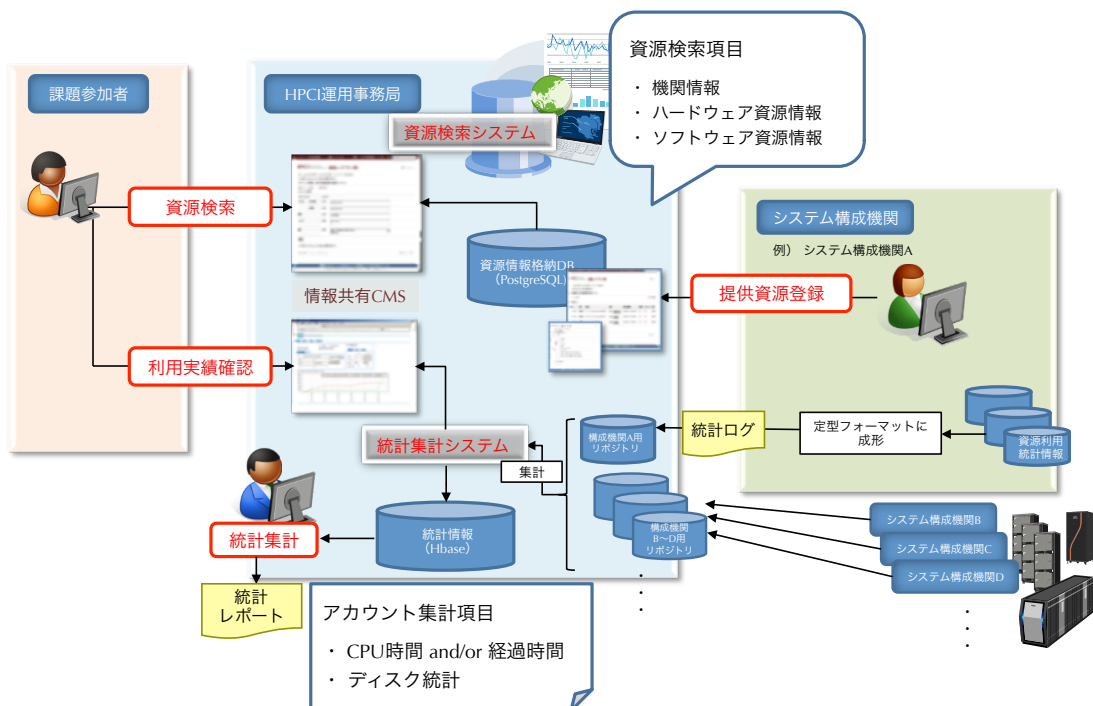 課題参加者
HPCI運用事務局
資源検索システム
資源検索項目
・ 機関情報
・ ハードウェア資源情報
・ ソフトウェア資源情報
資源検索
資源情報格納DB
(PostgreSQL)
情報共有CMS
システム構成機関
例） システム構成機関A
提供資源登録
利用実績確認
統計集計システム
集計
構成機関A用
リポジトリ
統計ログ
定型フォーマットに
成形
資源利用
統計情報
統計集計
統計情報
（Hbase）
構成機関
B〜D用
リポジトリ
システム構成機関B
システム構成機関C
システム構成機関D
統計
レポート
アカウント集計項目
・ CPU時間 and/or 経過時間
・ ディスク統計